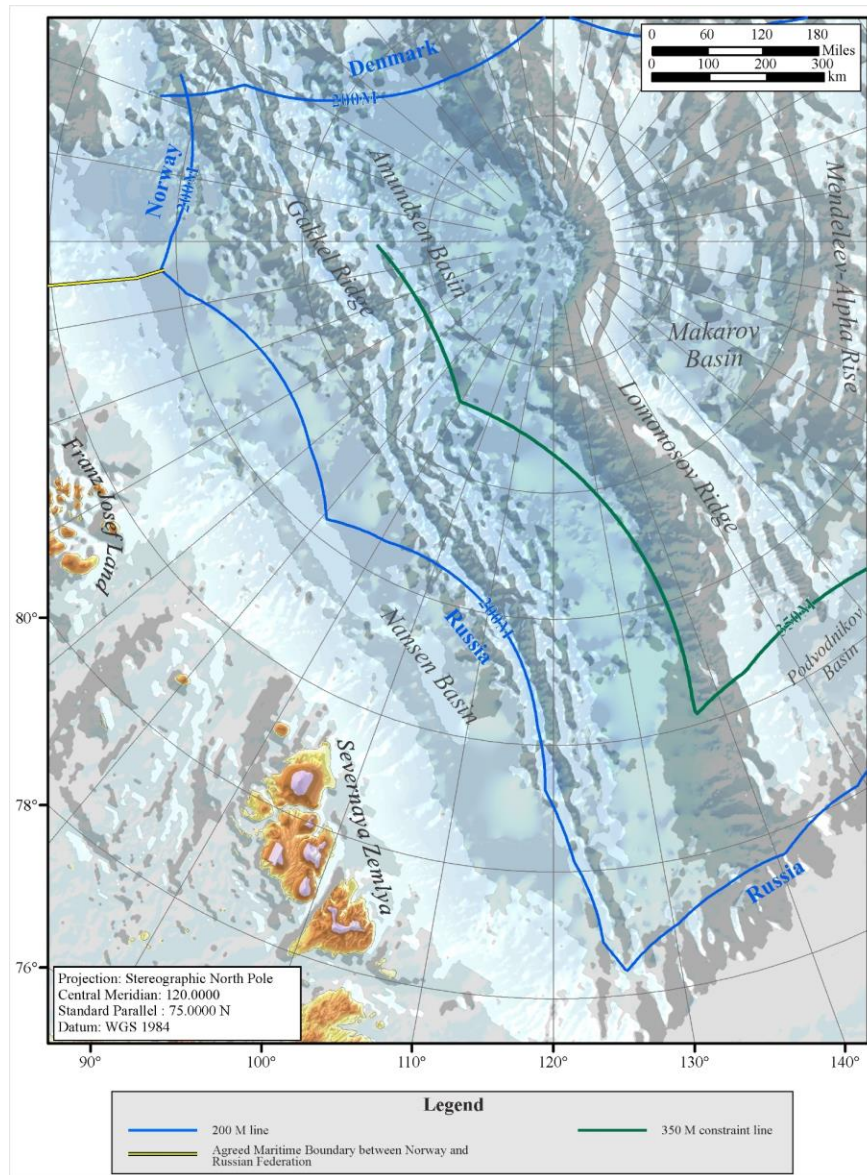 0 60 120 180
Miles
0 100 200 300
km
Denmark
200M
Norway
200M
Gakkel Ridge
Amundsen Basin
Mendeleev-Alpha Rise
Makarov
Basin
Lomonosov Ridge
Franz Josef Land
350M
Podvodnikov
Basin
200M
Russia
Nansen Basin
Severnaya Zemlya
Russia
80°
78°
76°
Projection: Stereographic North Pole
Central Meridian: 120.0000
Standard Parallel : 75.0000 N
Datum: WGS 1984
90° 100° 110° 120° 130° 140°
Legend
200 M line
350 M constraint line
Agreed Maritime Boundary between Norway and
Russian Federation